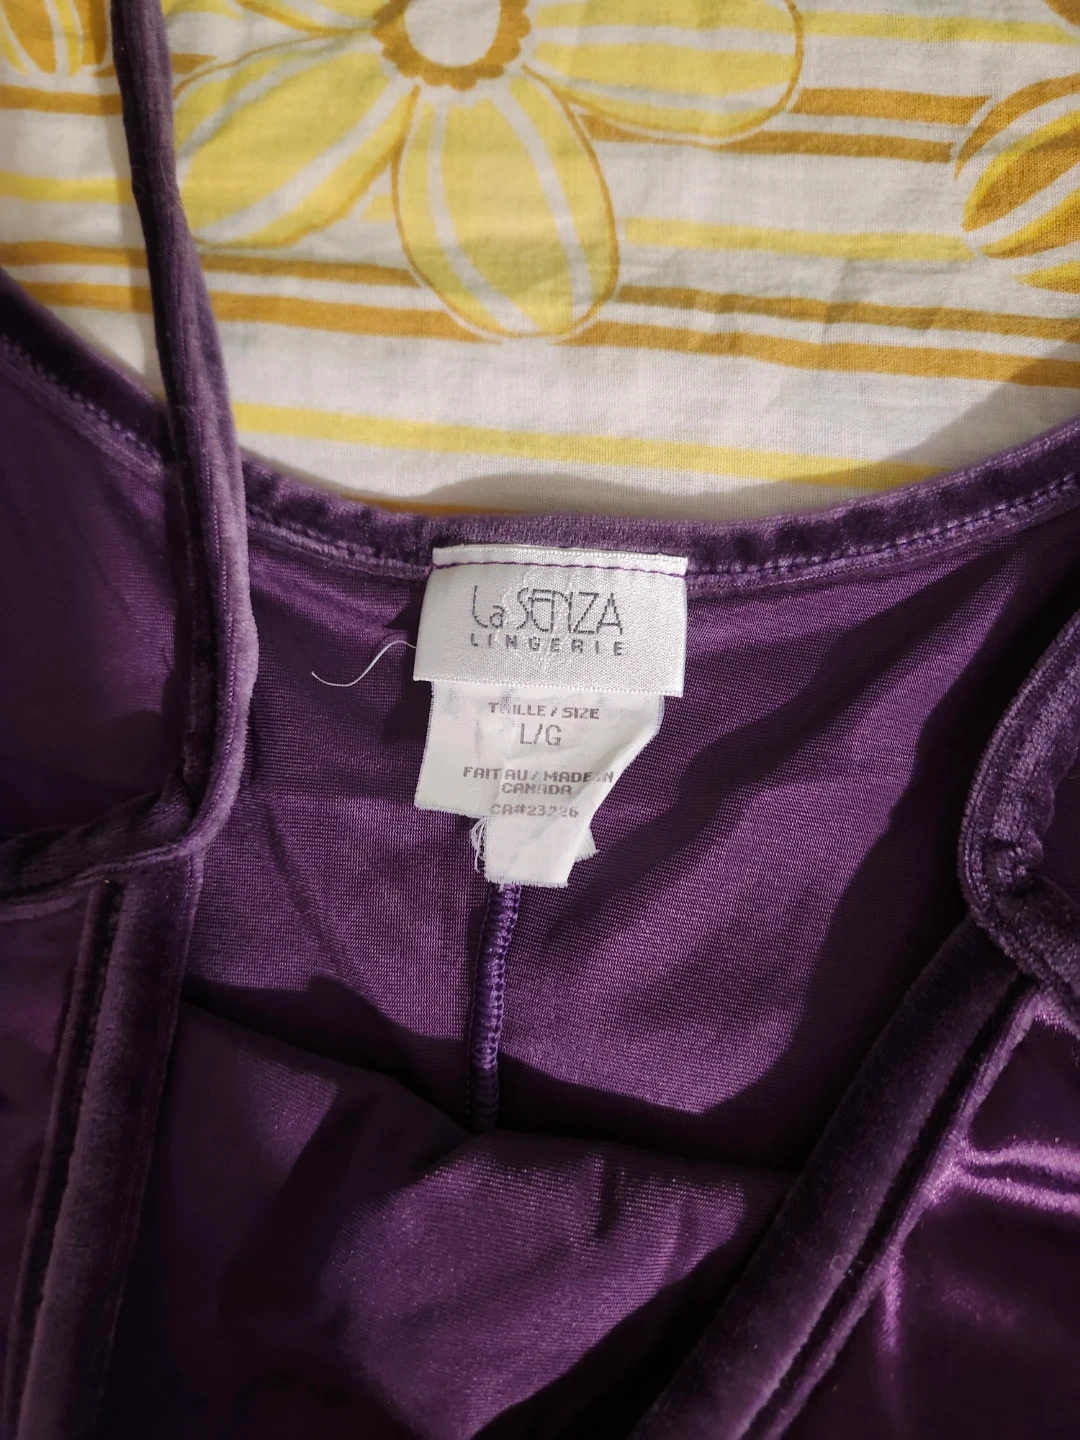 La SENZA
LINGERIE
TAILLE / SIZE
L/G
FAIT AU / MADE IN
CANADA
CA#23226